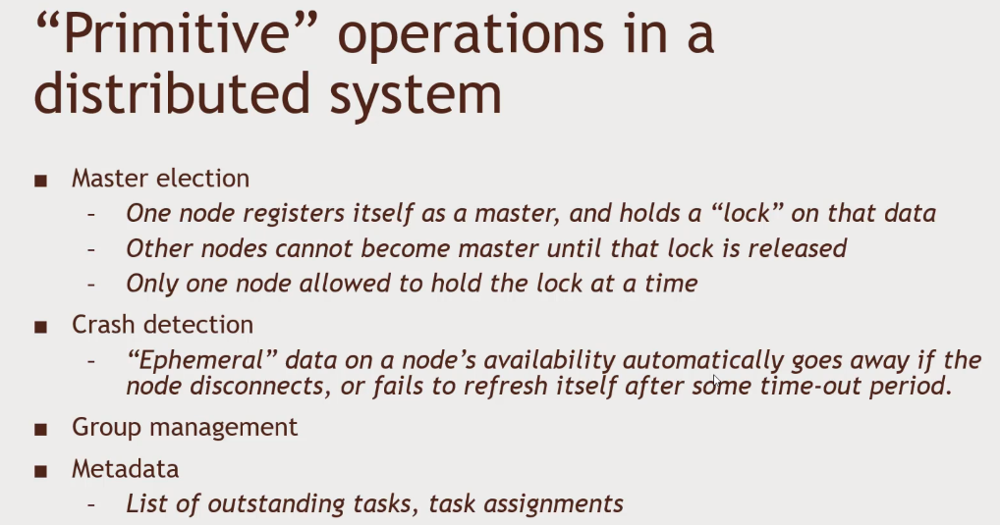 “Primitive” operations in a
distributed system
■ Master election
– One node registers itself as a master, and holds a “lock” on that data
– Other nodes cannot become master until that lock is released
– Only one node allowed to hold the lock at a time
■ Crash detection
– “Ephemeral” data on a node’s availability automatically goes away if the
node disconnects, or fails to refresh itself after some time-out period.
■ Group management
■ Metadata
– List of outstanding tasks, task assignments